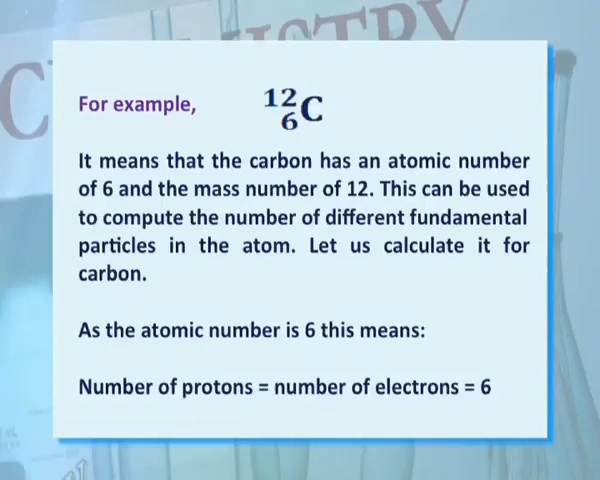 For example, ¹²₆C
It means that the carbon has an atomic number
of 6 and the mass number of 12. This can be used
to compute the number of different fundamental
particles in the atom. Let us calculate it for
carbon.
As the atomic number is 6 this means:
Number of protons = number of electrons = 6